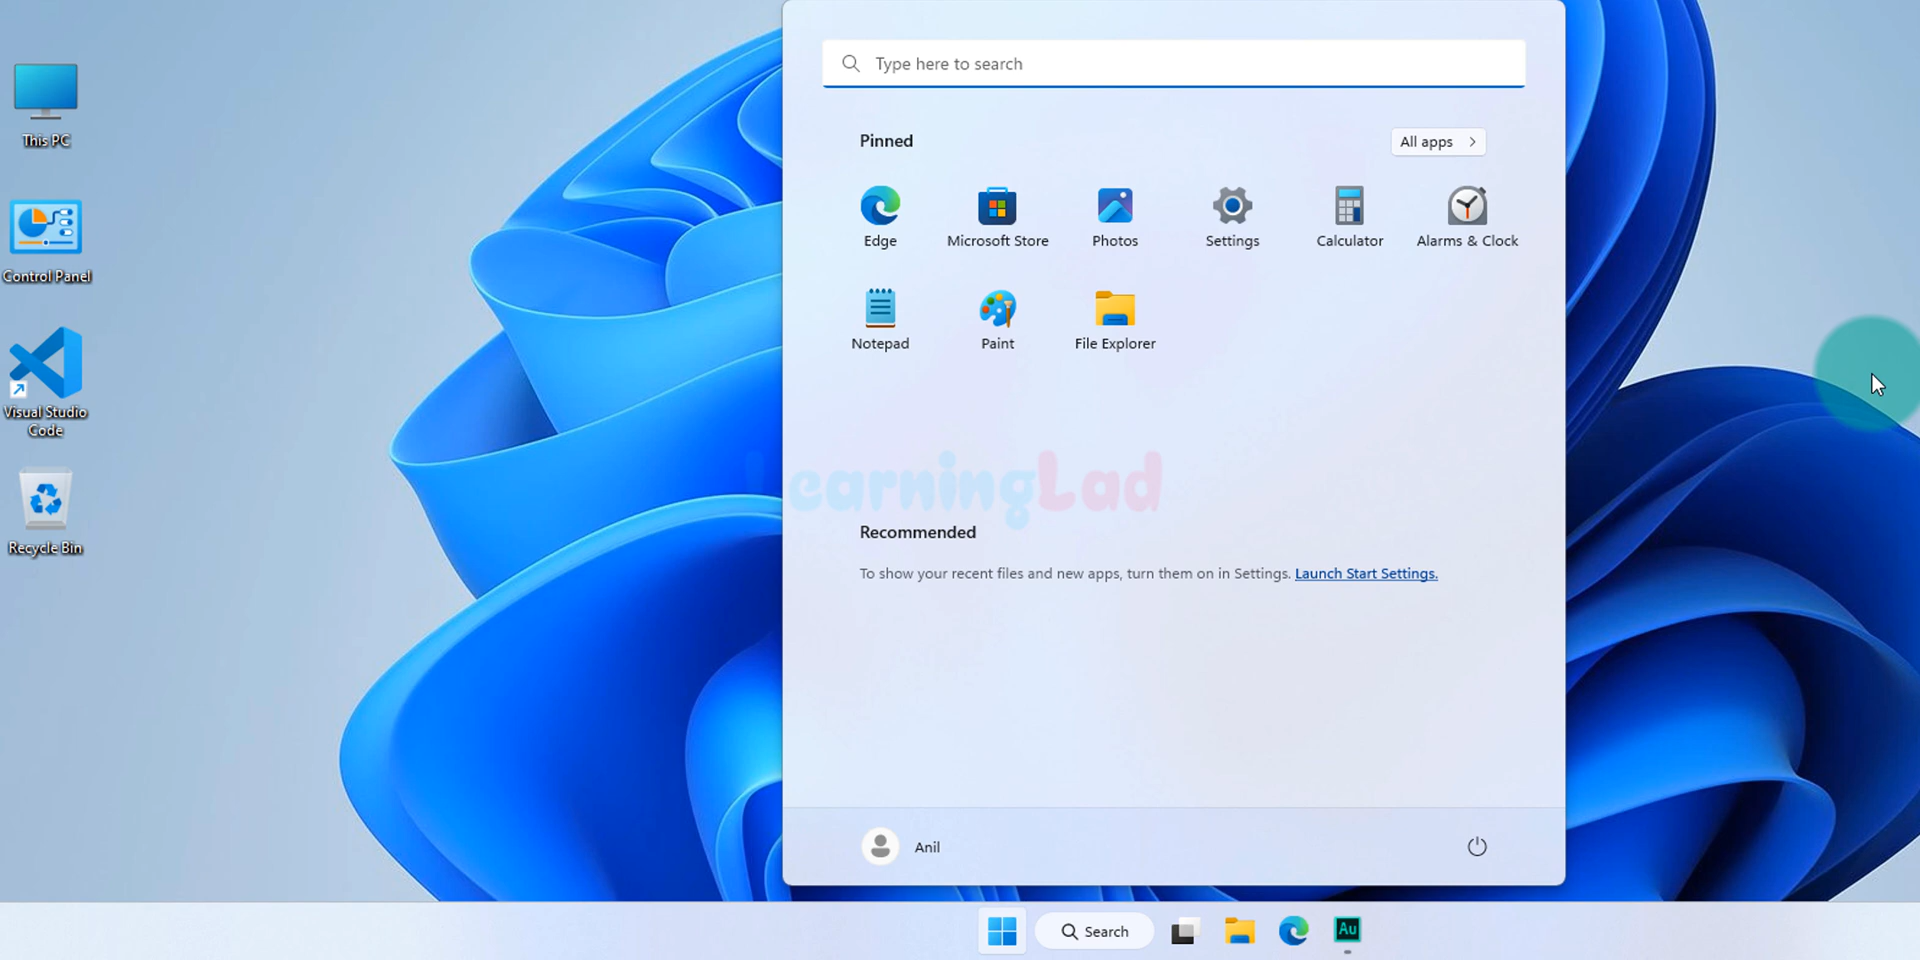 This PC
Control Panel
Visual Studio
Code
Recycle Bin
Type here to search
Pinned
All apps
Edge
Microsoft Store
Photos
Settings
Calculator
Alarms & Clock
Notepad
Paint
File Explorer
LearningLad
Recommended
To show your recent files and new apps, turn them on in Settings. Launch Start Settings.
Anil
Search
Au